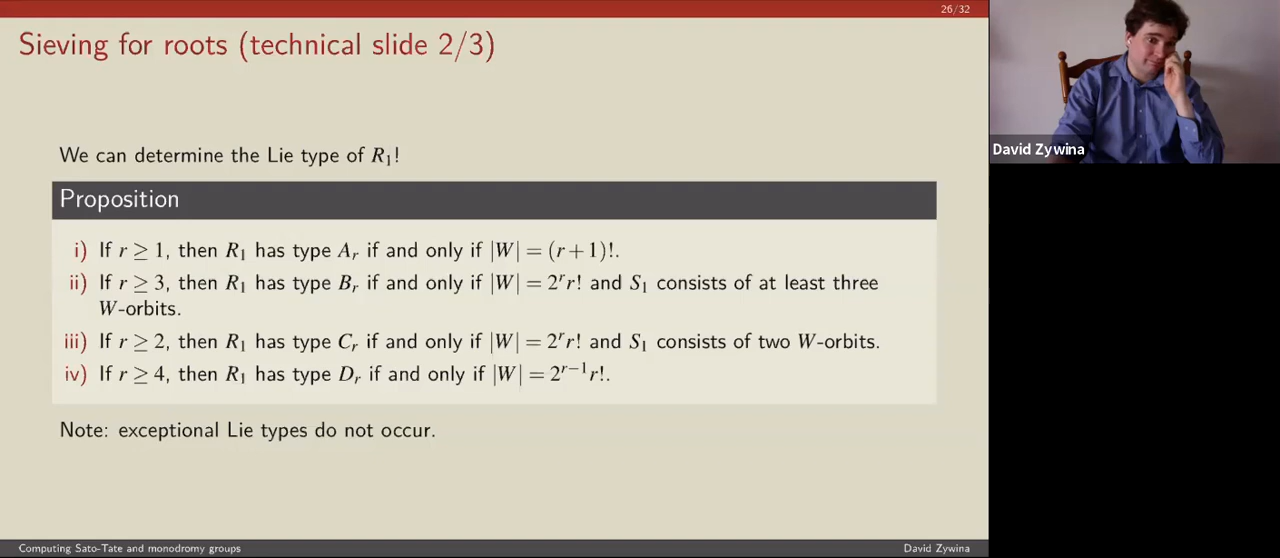 26/32
Sieving for roots (technical slide 2/3)
We can determine the Lie type of R₁!
Proposition
i) If r ≥ 1, then R₁ has type Aᵣ if and only if |W| = (r+1)!.
ii) If r ≥ 3, then R₁ has type Bᵣ if and only if |W| = 2ʳr! and S₁ consists of at least three
W-orbits.
iii) If r ≥ 2, then R₁ has type Cᵣ if and only if |W| = 2ʳr! and S₁ consists of two W-orbits.
iv) If r ≥ 4, then R₁ has type Dᵣ if and only if |W| = 2ʳ⁻¹r!.
Note: exceptional Lie types do not occur.
Computing Sato-Tate and monodromy groups
David Zywina
David Zywina